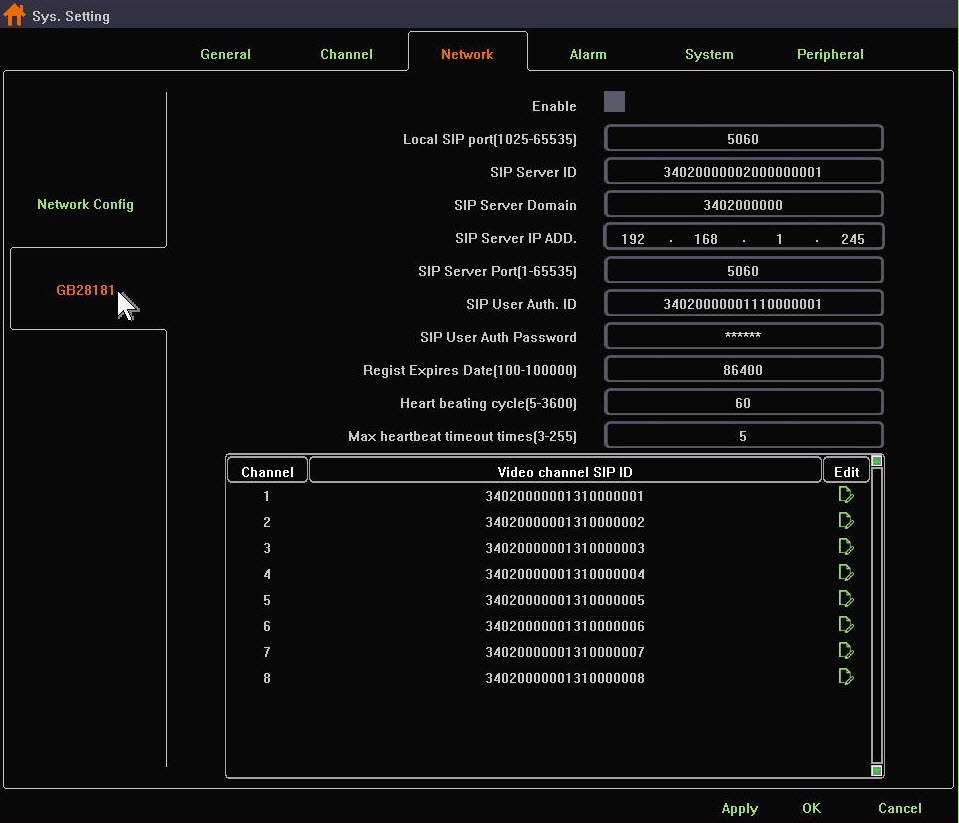 Sys. Setting
General Channel Network Alarm System Peripheral
Network Config
GB28181
Enable
Local SIP port(1025-65535) 5060
SIP Server ID 34020000002000000001
SIP Server Domain 3402000000
SIP Server IP ADD. 192 . 168 . 1 . 245
SIP Server Port(1-65535) 5060
SIP User Auth. ID 34020000001110000001
SIP User Auth Password ******
Regist Expires Date(100-100000) 86400
Heart beating cycle(5-3600) 60
Max heartbeat timeout times(3-255) 5
Channel Video channel SIP ID Edit
1 34020000001310000001
2 34020000001310000002
3 34020000001310000003
4 34020000001310000004
5 34020000001310000005
6 34020000001310000006
7 34020000001310000007
8 34020000001310000008
Apply OK Cancel